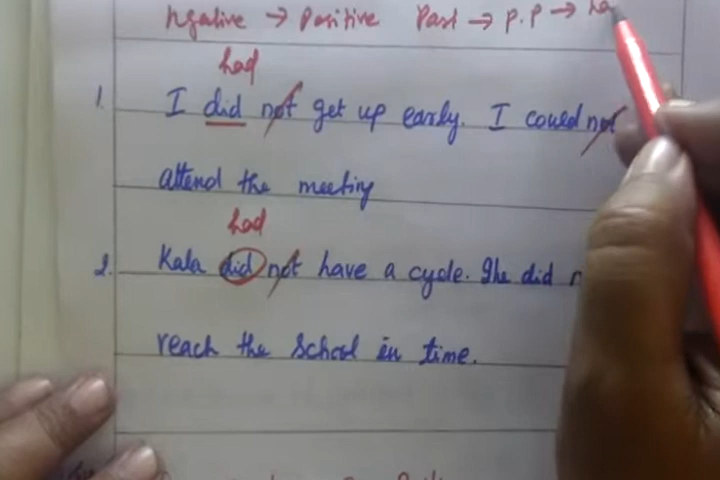 Negative → Positive Past → P.P →
had
1. I did not get up early. I could not
attend the meeting
had
2. Kala did not have a cycle. She did
reach the school in time.